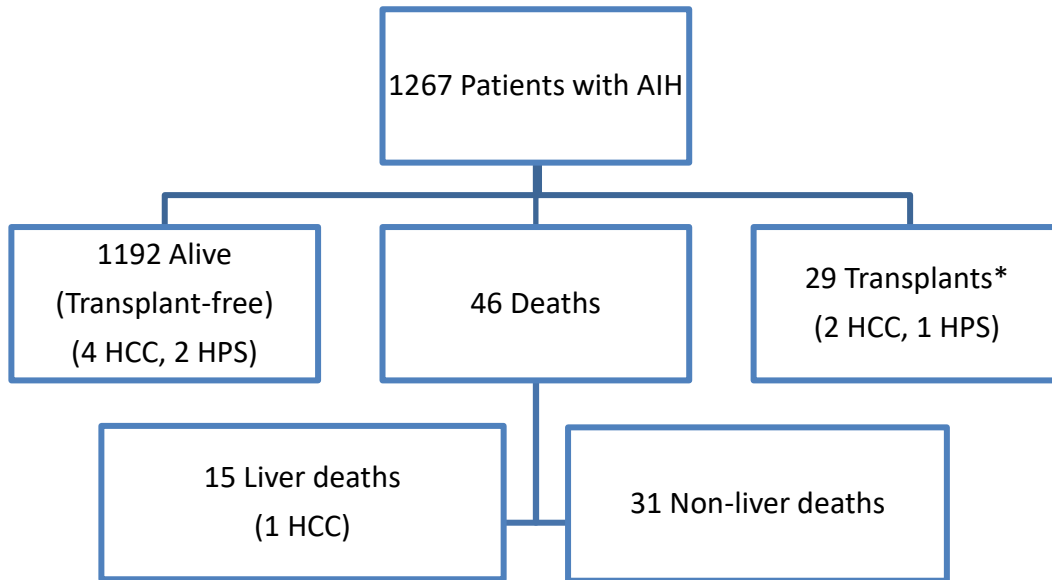 1267 Patients with AIH
1192 Alive
(Transplant-free)
(4 HCC, 2 HPS)
46 Deaths
29 Transplants*
(2 HCC, 1 HPS)
15 Liver deaths
(1 HCC)
31 Non-liver deaths